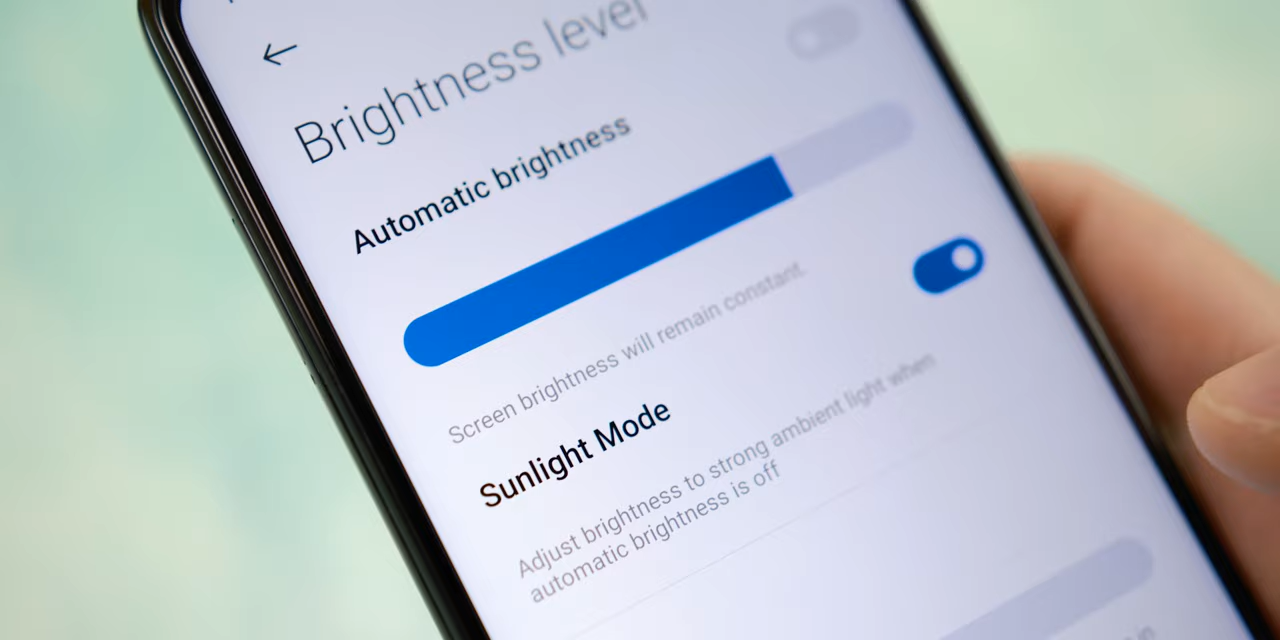 Brightness level
Automatic brightness
Screen brightness will remain constant.
Sunlight Mode
Adjust brightness to strong ambient light when
automatic brightness is off
in